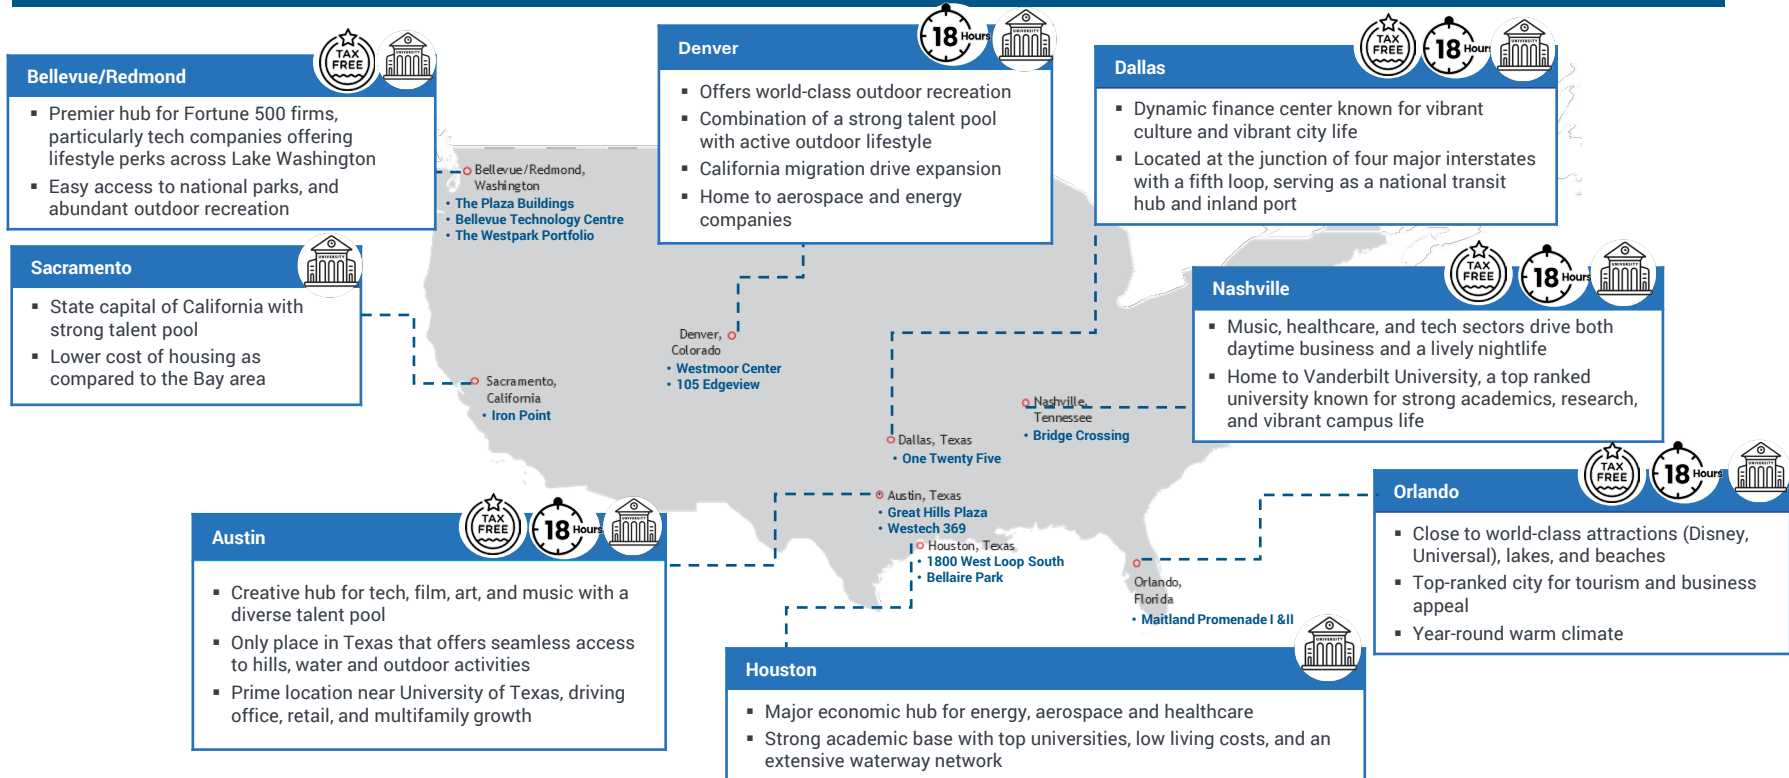 Bellevue/Redmond
TAX
FREE
UNIVERSITY
▪ Premier hub for Fortune 500 firms,
particularly tech companies offering
lifestyle perks across Lake Washington
▪ Easy access to national parks, and
abundant outdoor recreation
Denver
18 Hours
UNIVERSITY
▪ Offers world-class outdoor recreation
▪ Combination of a strong talent pool
with active outdoor lifestyle
▪ California migration drive expansion
▪ Home to aerospace and energy
companies
Dallas
TAX
FREE
18 Hours
UNIVERSITY
▪ Dynamic finance center known for vibrant
culture and vibrant city life
▪ Located at the junction of four major interstates
with a fifth loop, serving as a national transit
hub and inland port
Sacramento
UNIVERSITY
▪ State capital of California with
strong talent pool
▪ Lower cost of housing as
compared to the Bay area
Nashville
TAX
FREE
18 Hours
UNIVERSITY
▪ Music, healthcare, and tech sectors drive both
daytime business and a lively nightlife
▪ Home to Vanderbilt University, a top ranked
university known for strong academics, research,
and vibrant campus life
Bellevue/Redmond,
Washington
• The Plaza Buildings
• Bellevue Technology Centre
• The Westpark Portfolio
Denver,
Colorado
• Westmoor Center
• 105 Edgeview
Sacramento,
California
• Iron Point
Nashville,
Tennessee
• Bridge Crossing
Dallas, Texas
• One Twenty Five
Austin, Texas
• Great Hills Plaza
• Westech 369
Houston, Texas
• 1800 West Loop South
• Bellaire Park
Orlando,
Florida
• Maitland Promenade I &II
Austin
TAX
FREE
18 Hours
UNIVERSITY
▪ Creative hub for tech, film, art, and music with a
diverse talent pool
▪ Only place in Texas that offers seamless access
to hills, water and outdoor activities
▪ Prime location near University of Texas, driving
office, retail, and multifamily growth
Orlando
TAX
FREE
18 Hours
UNIVERSITY
▪ Close to world-class attractions (Disney,
Universal), lakes, and beaches
▪ Top-ranked city for tourism and business
appeal
▪ Year-round warm climate
Houston
UNIVERSITY
▪ Major economic hub for energy, aerospace and healthcare
▪ Strong academic base with top universities, low living costs, and an
extensive waterway network